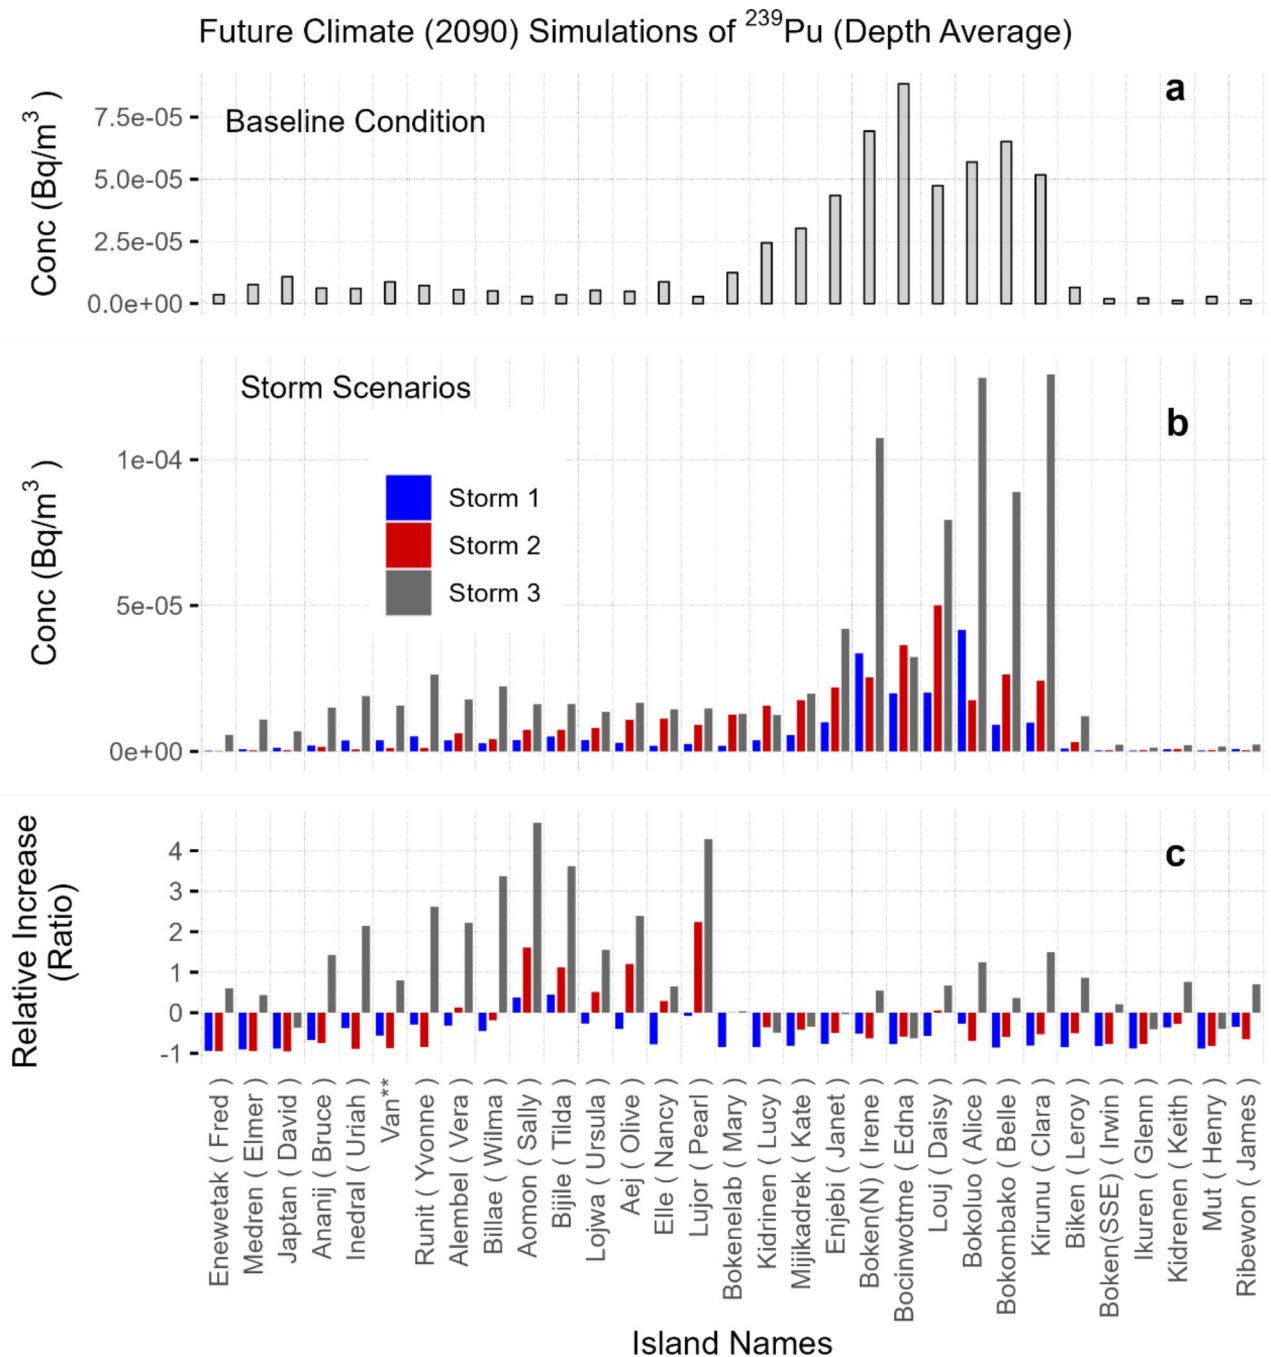 Future Climate (2090) Simulations of ²³⁹Pu (Depth Average)
a
Baseline Condition
Conc (Bq/m³ )
7.5e-05
5.0e-05
2.5e-05
0.0e+00
Storm Scenarios
b
Conc (Bq/m³ )
1e-04
5e-05
0e+00
Storm 1
Storm 2
Storm 3
c
Relative Increase
(Ratio)
4
3
2
1
0
-1
Enewetak ( Fred )
Medren ( Elmer )
Japtan ( David )
Ananij ( Bruce )
Inedral ( Uriah )
Van**
Runit ( Yvonne )
Alembel ( Vera )
Billae ( Wilma )
Aomon ( Sally )
Bijile ( Tilda )
Lojwa ( Ursula )
Aej ( Olive )
Elle ( Nancy )
Lujor ( Pearl )
Bokenelab ( Mary )
Kidrinen ( Lucy )
Mijikadrek ( Kate )
Enjebi ( Janet )
Boken(N) ( Irene )
Bocinwotme ( Edna )
Louj ( Daisy )
Bokoluo ( Alice )
Bokombako ( Belle )
Kirunu ( Clara )
Biken ( Leroy )
Boken(SSE) ( Irwin )
Ikuren ( Glenn )
Kidrenen ( Keith )
Mut ( Henry )
Ribewon ( James )
Island Names